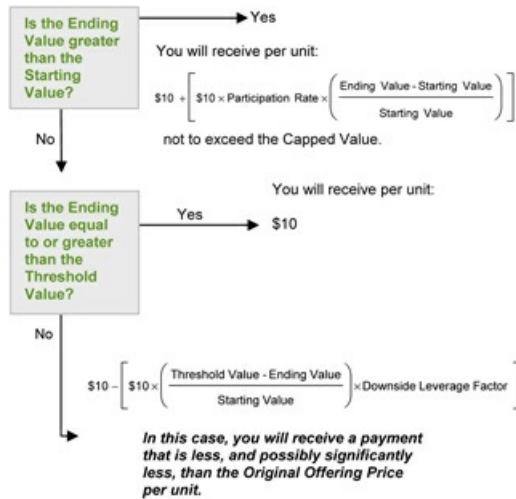 Is the Ending
Value greater
than the
Starting
Value?
Yes
You will receive per unit:
$10 + [ $10 × Participation Rate × ( Ending Value - Starting Value
Starting Value ) ]
not to exceed the Capped Value.
No
Is the Ending
Value equal
to or greater
than the
Threshold
Value?
Yes
You will receive per unit:
$10
No
$10 – [ $10 × ( Threshold Value - Ending Value
Starting Value ) × Downside Leverage Factor ]
In this case, you will receive a payment
that is less, and possibly significantly
less, than the Original Offering Price
per unit.